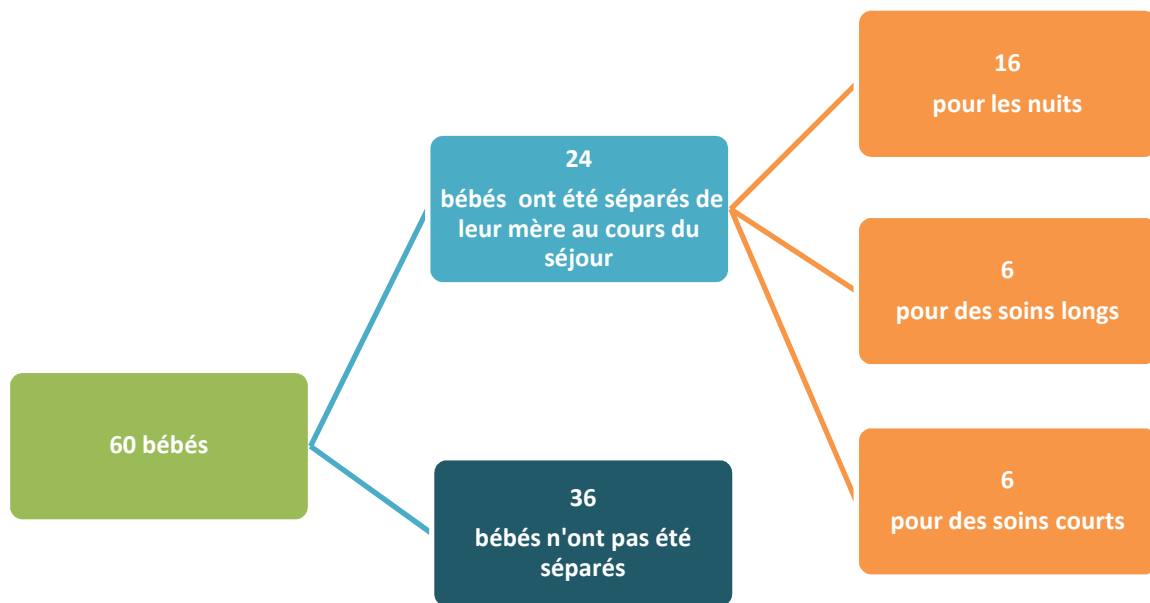 60 bébés
24
bébés ont été séparés de
leur mère au cours du
séjour
36
bébés n'ont pas été
séparés
16
pour les nuits
6
pour des soins longs
6
pour des soins courts